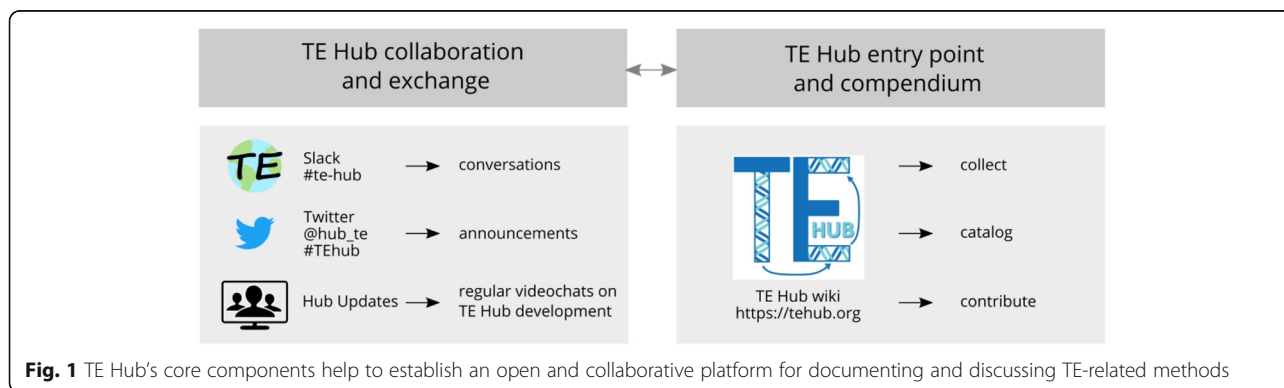 TE Hub collaboration
and exchange
TE Hub entry point
and compendium
TE
Slack
#te-hub
conversations
Twitter
@hub_te
#TEhub
announcements
Hub Updates
regular videochats on
TE Hub development
TE
HUB
TE Hub wiki
https://tehub.org
collect
catalog
contribute
Fig. 1 TE Hub's core components help to establish an open and collaborative platform for documenting and discussing TE-related methods